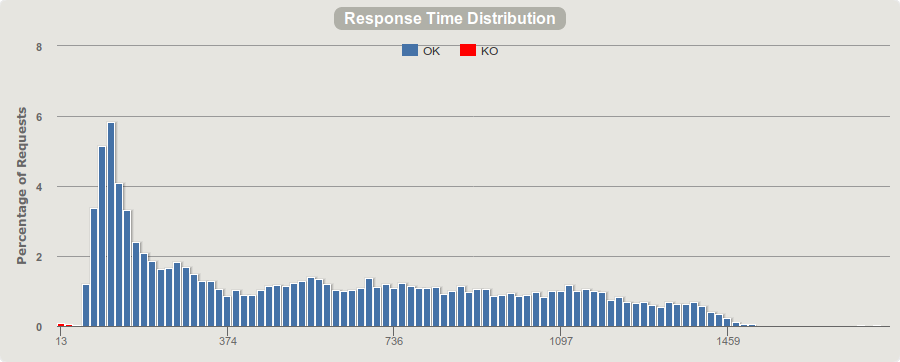 Response Time Distribution
OK
KO
Percentage of Requests
8
6
4
2
0
13
374
736
1097
1459